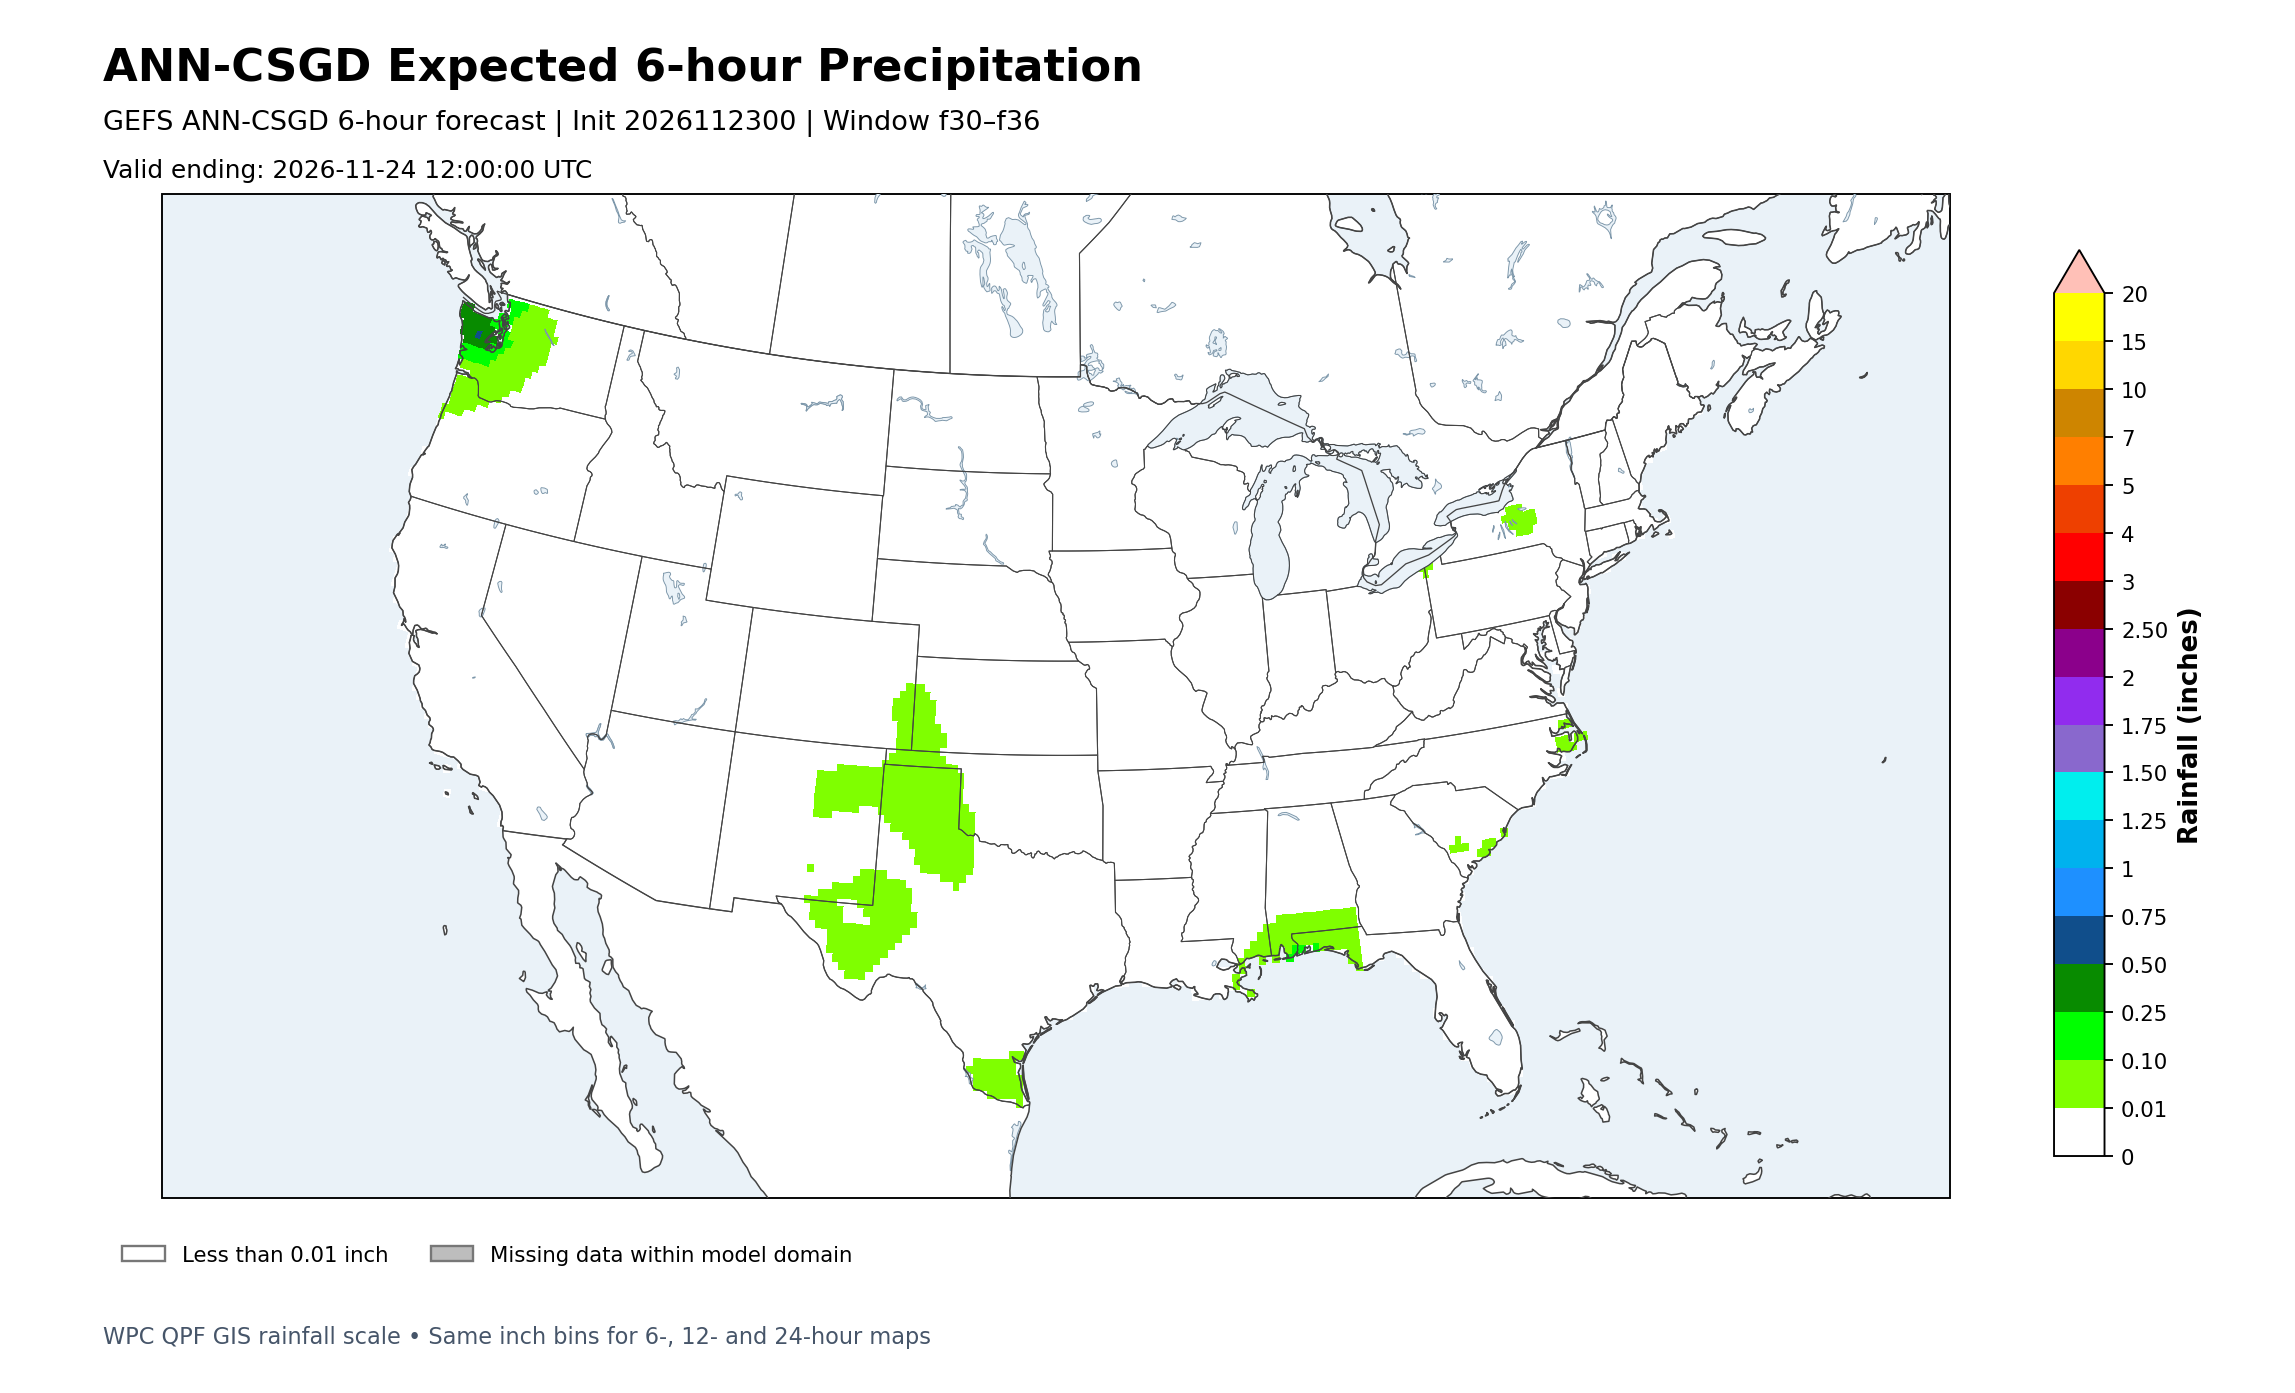 ANN-CSGD Expected 6-hour Precipitation
GEFS ANN-CSGD 6-hour forecast | Init 2026112300 | Window f30–f36
Valid ending: 2026-11-24 12:00:00 UTC
20
15
10
7
5
4
3
2.50
2
1.75
1.50
1.25
1
0.75
0.50
0.25
0.10
0.01
0
Rainfall (inches)
Less than 0.01 inch
Missing data within model domain
WPC QPF GIS rainfall scale • Same inch bins for 6-, 12- and 24-hour maps